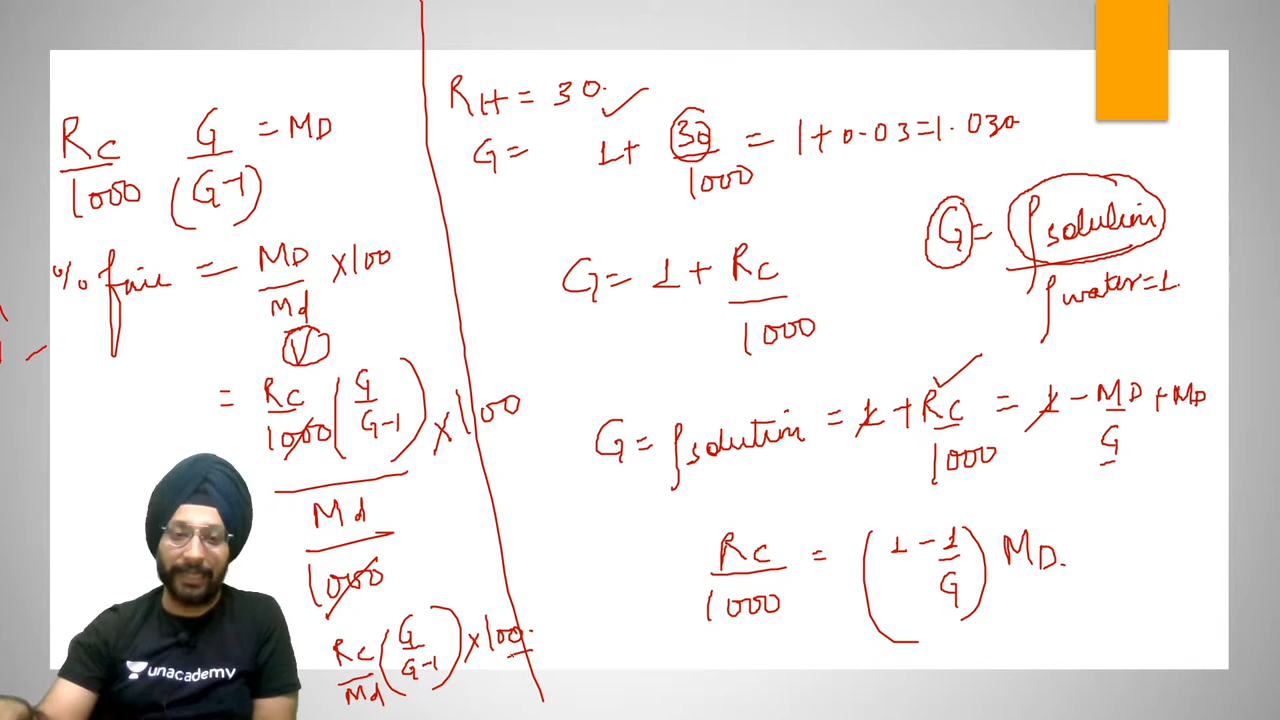 Rc/1000 G/(G-1) = MD
% finer = MD/(Md/V) × 100
= Rc/1000 (G/G-1) × 100
Md/1000
Rc/Md (G/G-1) × 100.
RH = 30. ✓
G = 1 + 30/1000 = 1 + 0.03 = 1.030
G = ρsolution/ρwater=1.
G = 1 + Rc/1000
G = ρsolution = 1 + Rc/1000 = 1 - MD/G + MD
Rc/1000 = (1 - 1/G) MD.
unacademy